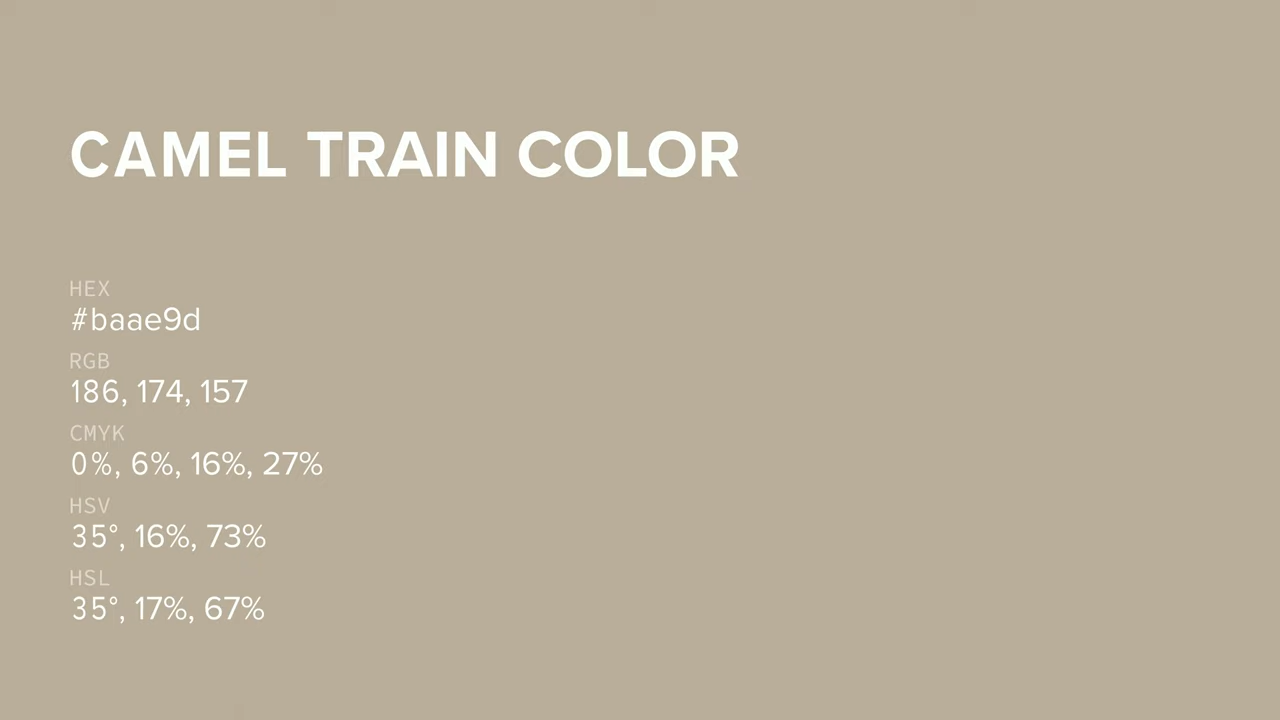 CAMEL TRAIN COLOR
HEX
#baae9d
RGB
186, 174, 157
CMYK
0%, 6%, 16%, 27%
HSV
35°, 16%, 73%
HSL
35°, 17%, 67%